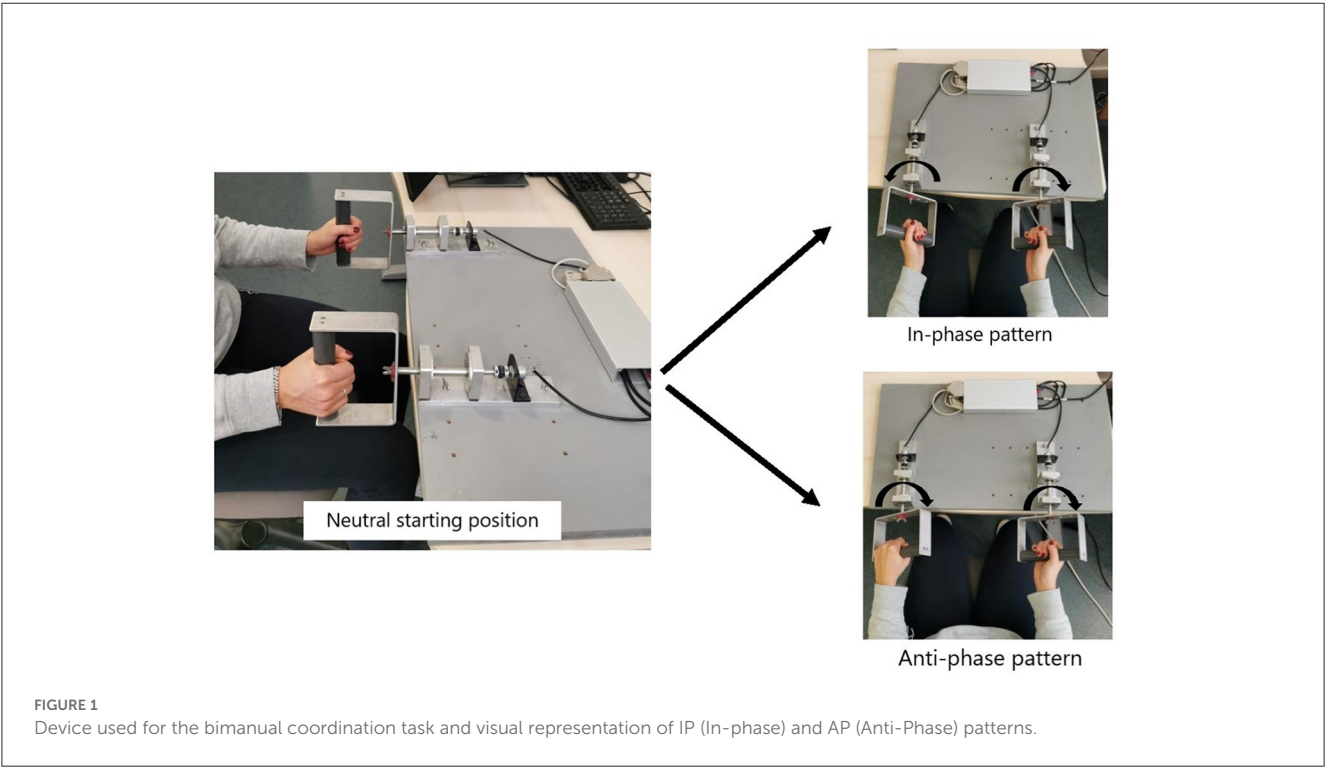 In-phase pattern
Neutral starting position
Anti-phase pattern
FIGURE 1
Device used for the bimanual coordination task and visual representation of IP (In-phase) and AP (Anti-Phase) patterns.